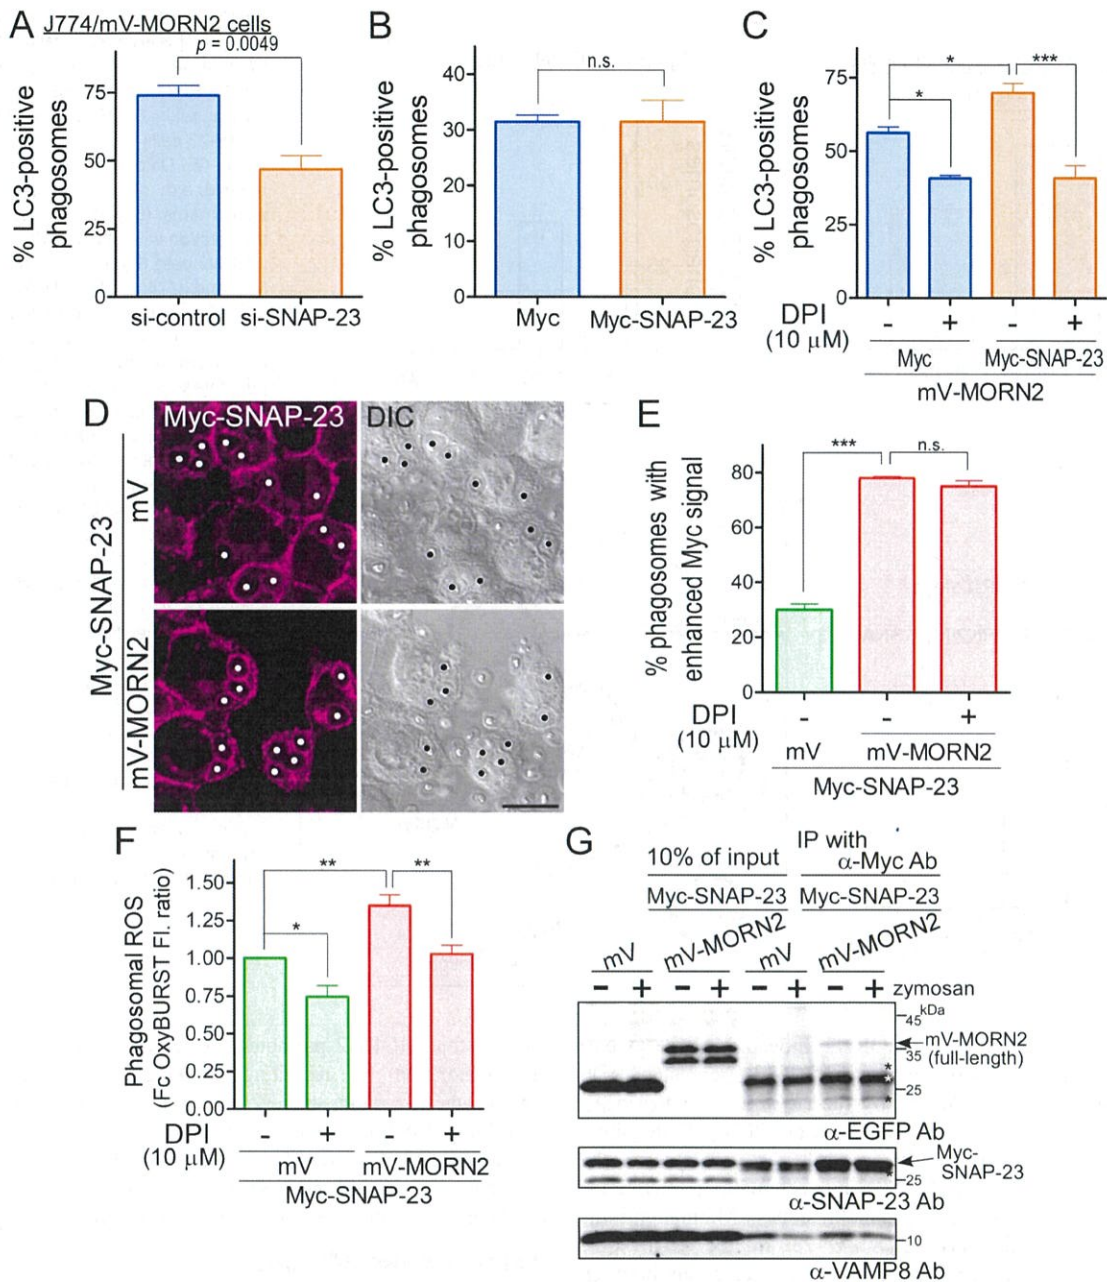 A J774/mV-MORN2 cells
p = 0.0049
% LC3-positive
phagosomes
75
50
25
0
si-control si-SNAP-23
B
n.s.
% LC3-positive
phagosomes
40
30
20
10
0
Myc Myc-SNAP-23
C
* ***
*
% LC3-positive
phagosomes
75
50
25
0
DPI - + - +
(10 μM)
Myc Myc-SNAP-23
mV-MORN2
D
Myc-SNAP-23 DIC
Myc-SNAP-23
mV
mV-MORN2
E
*** n.s.
% phagosomes with
enhanced Myc signal
80
60
40
20
0
DPI - - +
(10 μM)
mV mV-MORN2
Myc-SNAP-23
F
** **
*
Phagosomal ROS
(Fc OxyBURST Fl. ratio)
1.50
1.25
1.00
0.75
0.50
0.25
0.00
DPI - + - +
(10 μM)
mV mV-MORN2
Myc-SNAP-23
G
IP with
10% of input α-Myc Ab
Myc-SNAP-23 Myc-SNAP-23
mV mV-MORN2 mV mV-MORN2
− + − + − + − + zymosan
45 kDa
mV-MORN2
35 (full-length)
*
*
25
*
α-EGFP Ab
Myc-
SNAP-23
*
25
α-SNAP-23 Ab
10
α-VAMP8 Ab